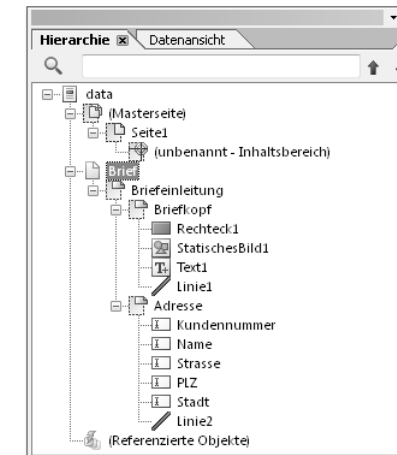 Hierarchie Datenansicht
data
(Masterseite)
Seite1
(unbenannt - Inhaltsbereich)
Brief
Briefeinleitung
Briefkopf
Rechteck1
StatischesBild1
Text1
Linie1
Adresse
Kundennummer
Name
Strasse
PLZ
Stadt
Linie2
(Referenzierte Objekte)